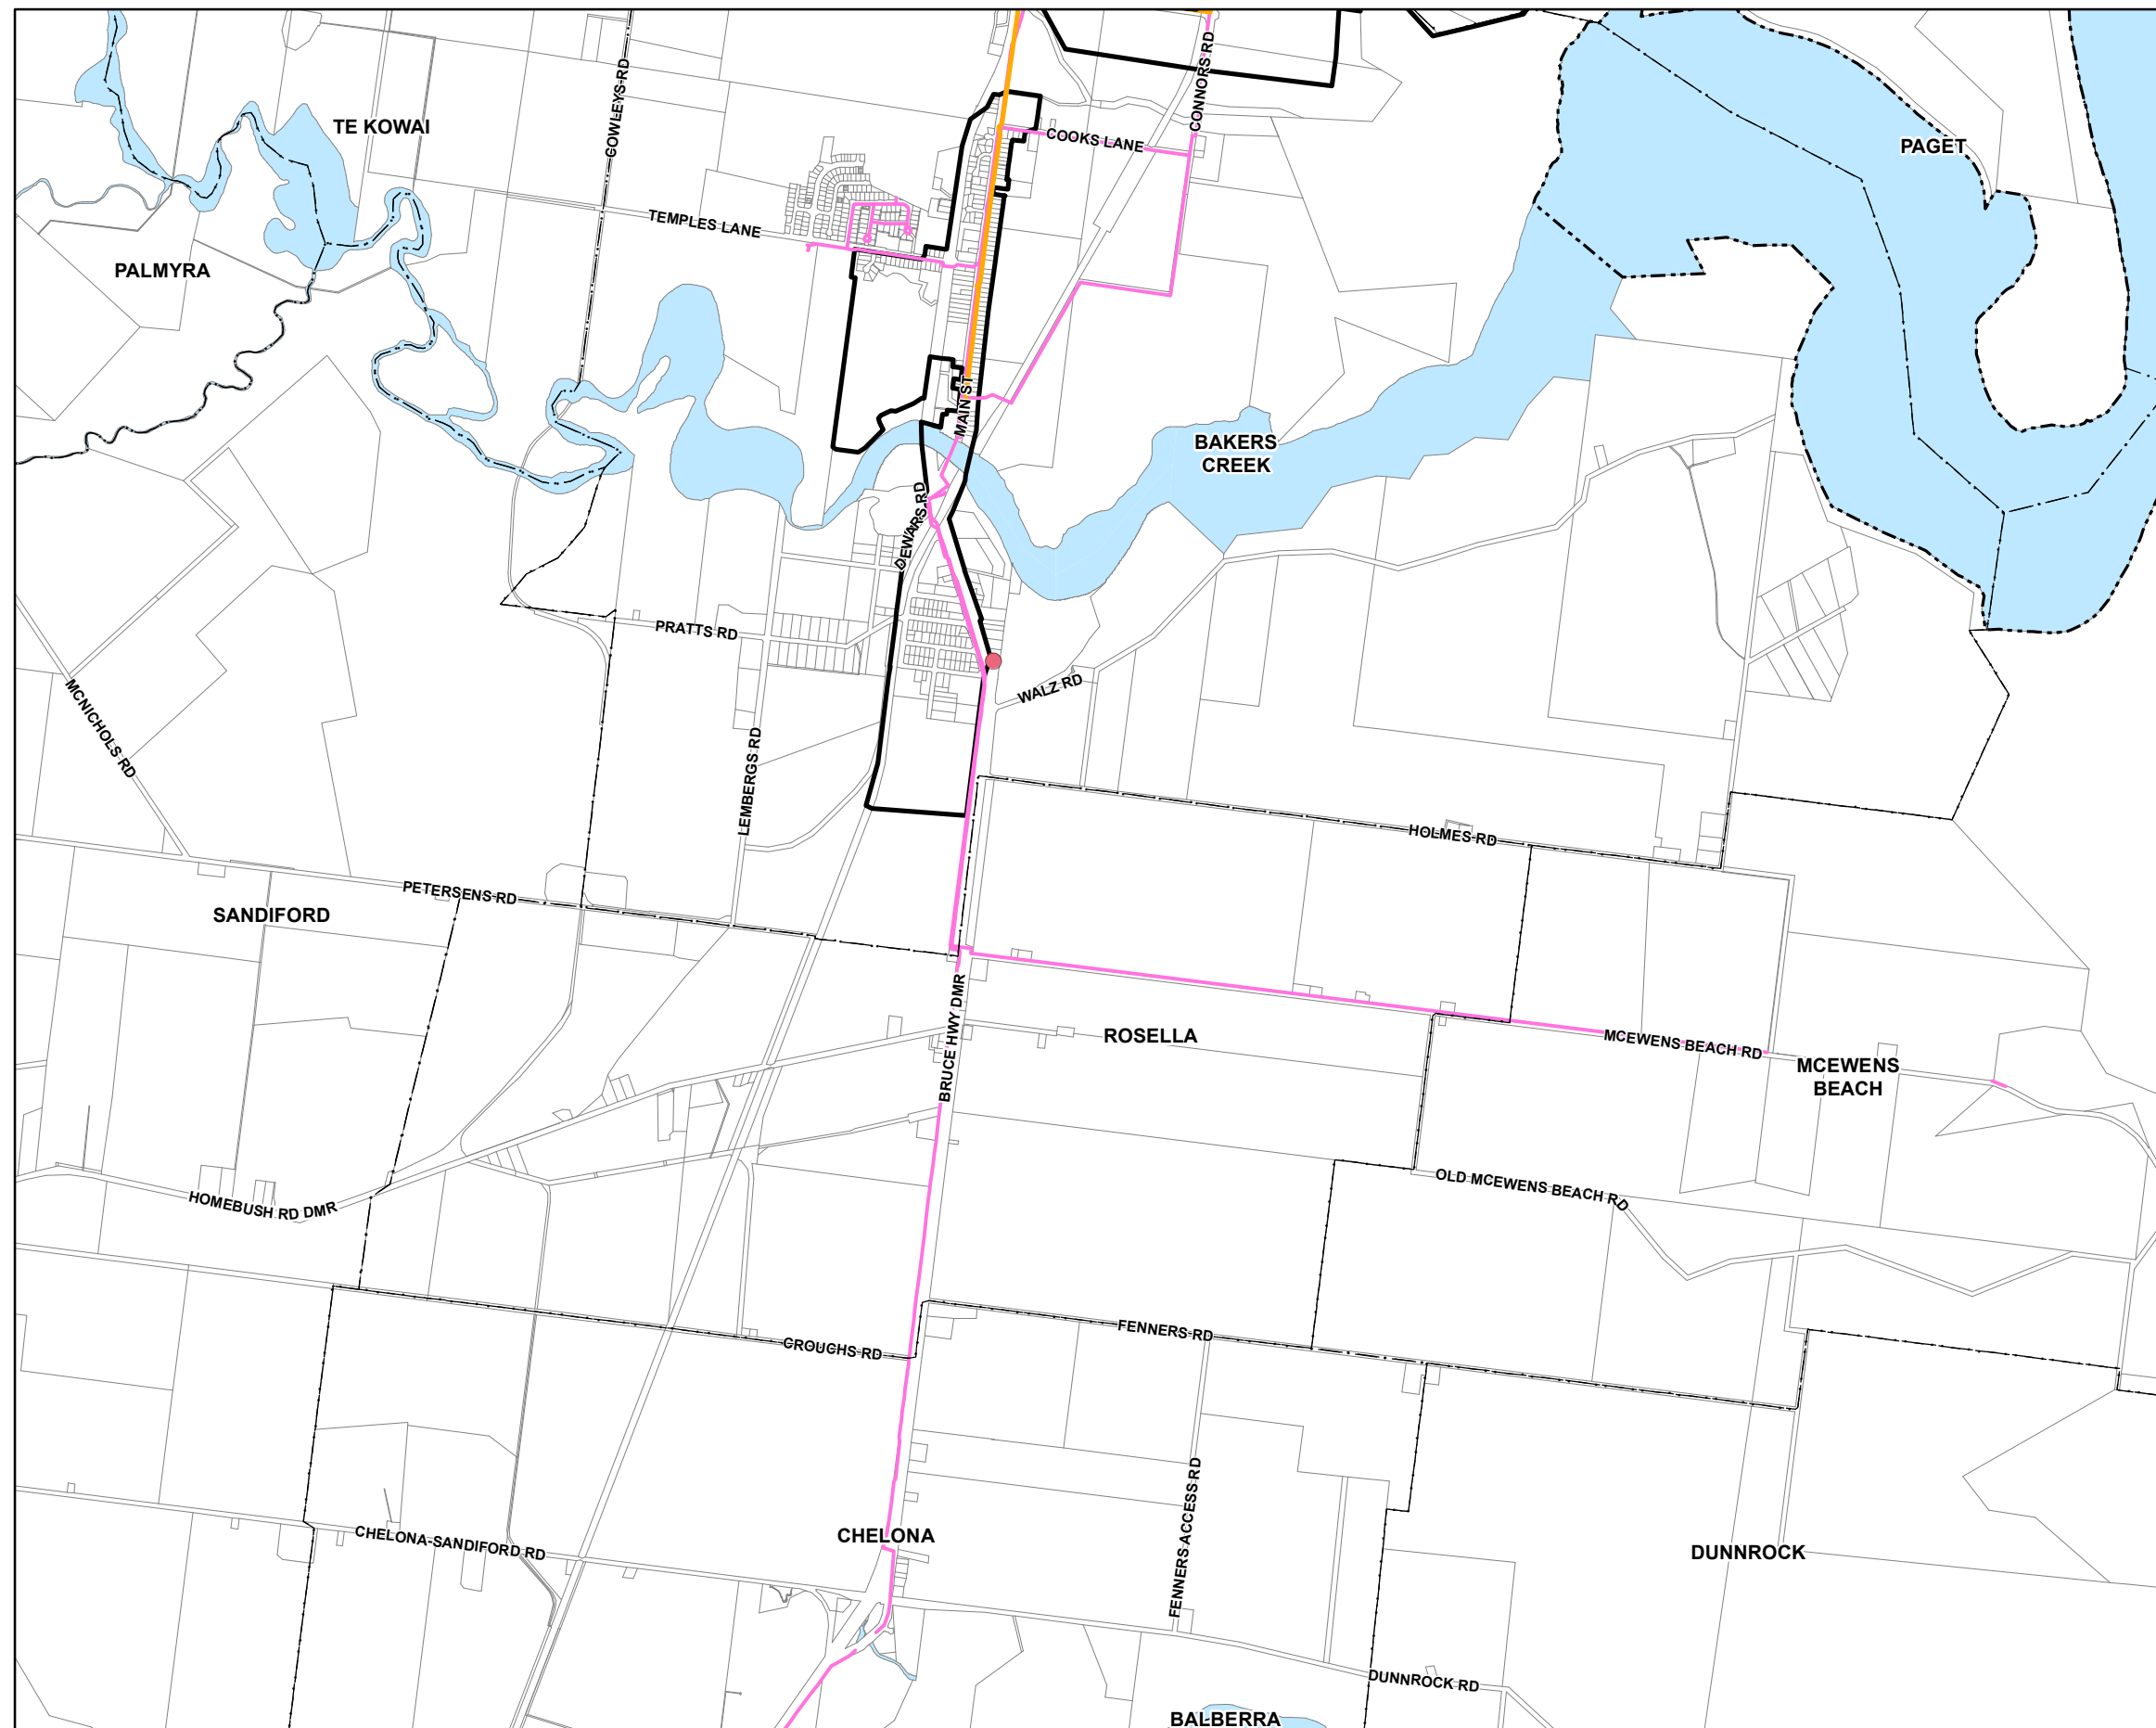 CONNORS RD
COWLEYS RD
TE KOWAI
COOKS LANE
PAGET
TEMPLES LANE
PALMYRA
MAIN ST
BAKERS
CREEK
DEWARS RD
PRATTS RD
WALZ RD
MCNICHOLS RD
LEMBERGS RD
HOLMES RD
PETERSENS RD
SANDIFORD
BRUCE HWY DMR
ROSELLA
MCEWENS BEACH RD
MCEWENS
BEACH
OLD MCEWENS BEACH RD
HOMEBUSH RD DMR
FENNERS RD
CROUGHS RD
FENNERS ACCESS RD
CHELONA
CHELONA-SANDIFORD RD
DUNNROCK
DUNNROCK RD
BALBERRA